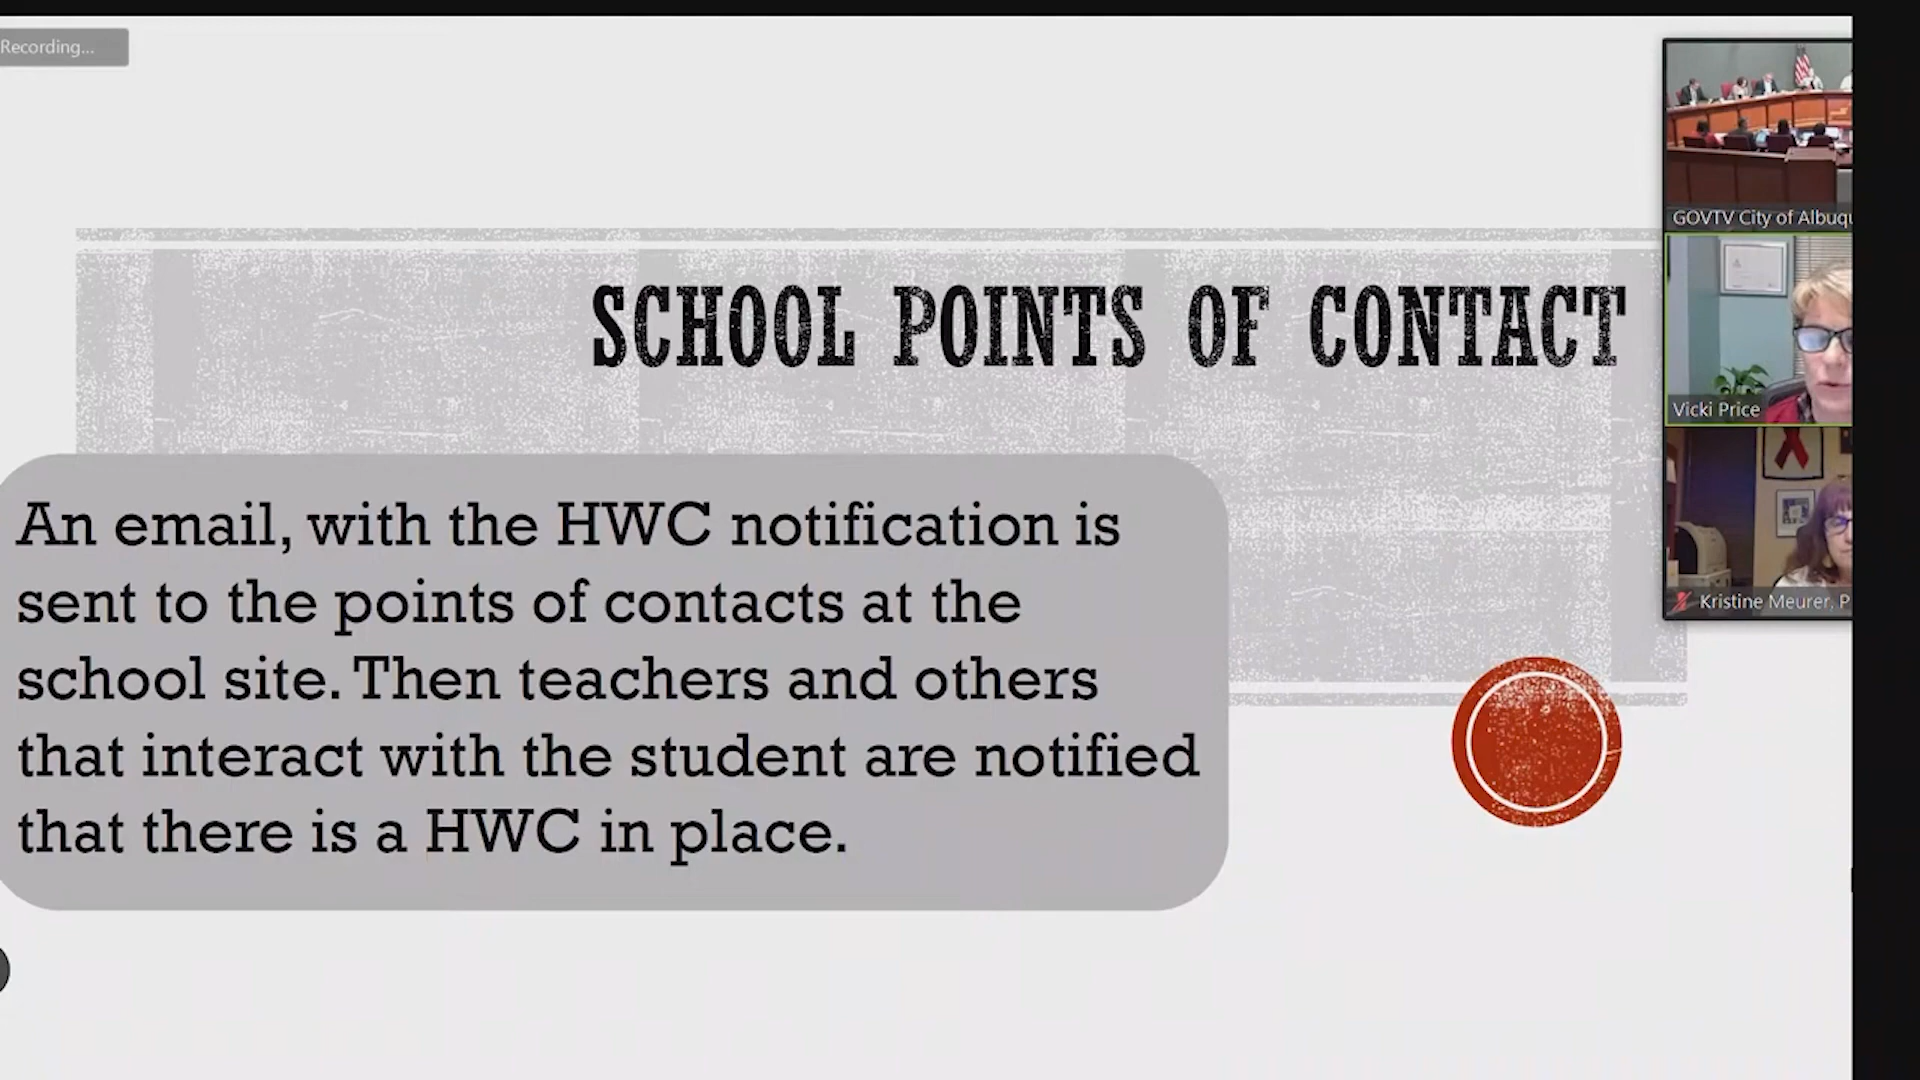 Recording...
SCHOOL POINTS OF CONTACT
An email, with the HWC notification is
sent to the points of contacts at the
school site. Then teachers and others
that interact with the student are notified
that there is a HWC in place.
GOVTV City of Albuqu
Vicki Price
Kristine Meurer, P